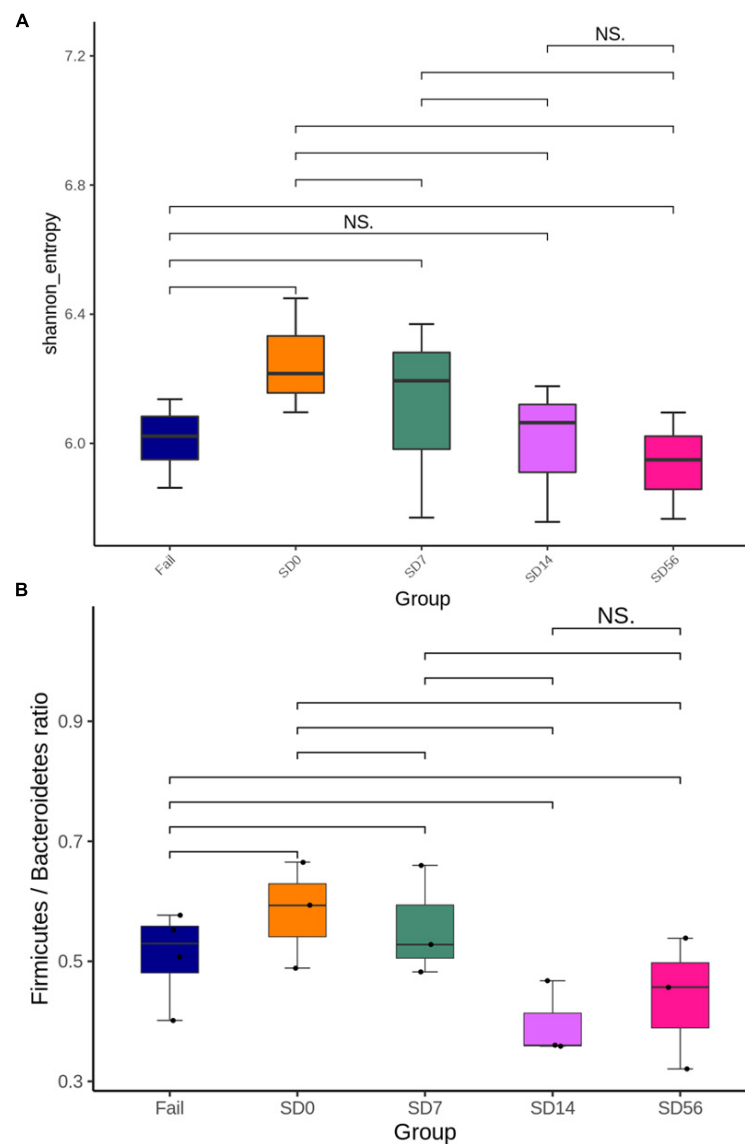 A
NS.
7.2
6.8
NS.
shannon_entropy
6.4
6.0
Fail SD0 SD7 SD14 SD56
Group
B
NS.
0.9
Firmicutes / Bacteroidetes ratio
0.7
0.5
0.3
Fail SD0 SD7 SD14 SD56
Group